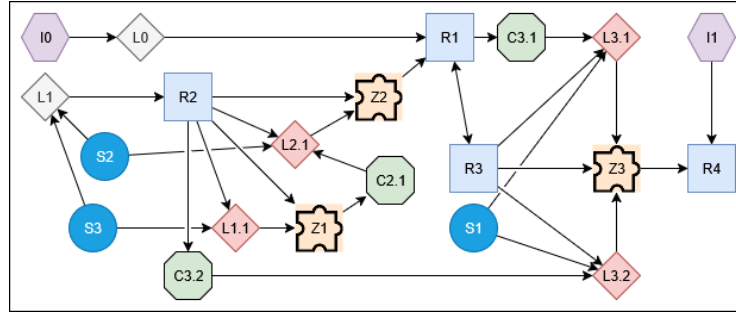 I0
L0
R1
C3.1
L3.1
I1
L1
R2
Z2
S2
L2.1
R3
Z3
R4
C2.1
S3
L1.1
Z1
S1
C3.2
L3.2